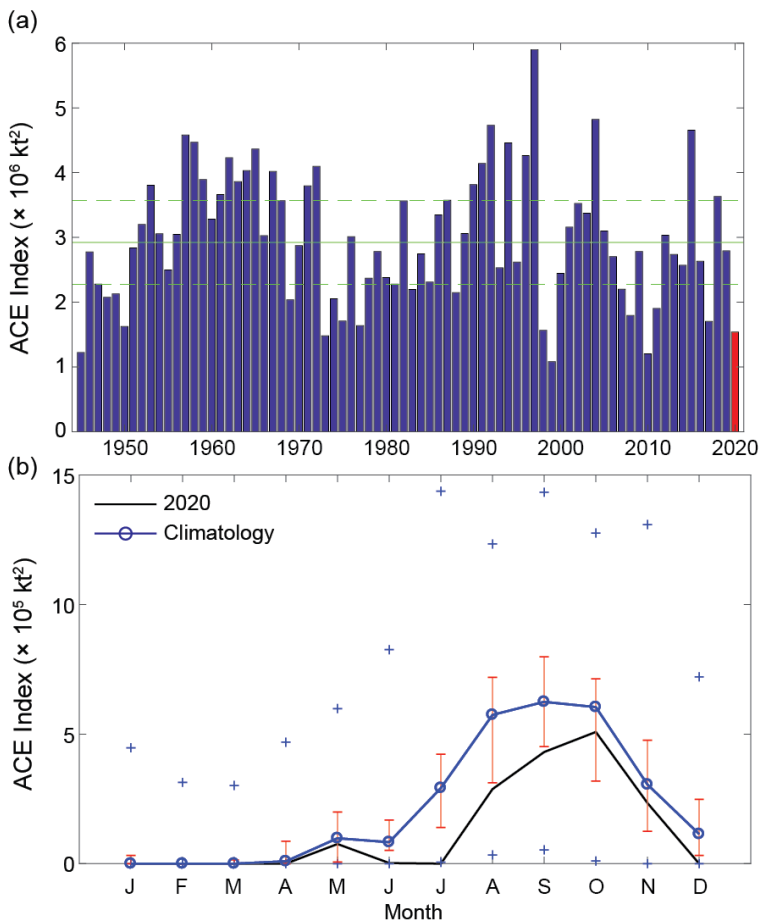 (a)
ACE Index (× 10⁶ kt²)
6
5
4
3
2
1
0
1950 1960 1970 1980 1990 2000 2010 2020
(b)
ACE Index (× 10⁵ kt²)
15
10
5
0
2020
Climatology
J F M A M J J A S O N D
Month